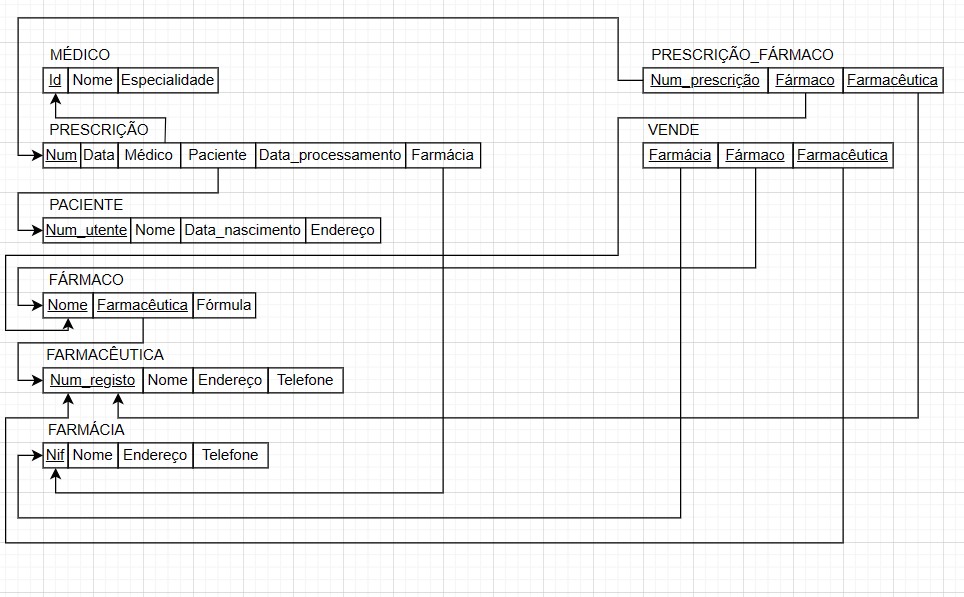 MÉDICO
Id Nome Especialidade
PRESCRIÇÃO
Num Data Médico Paciente Data_processamento Farmácia
PACIENTE
Num_utente Nome Data_nascimento Endereço
FÁRMACO
Nome Farmacêutica Fórmula
FARMACÊUTICA
Num_registo Nome Endereço Telefone
FARMÁCIA
Nif Nome Endereço Telefone
PRESCRIÇÃO_FÁRMACO
Num_prescrição Fármaco Farmacêutica
VENDE
Farmácia Fármaco Farmacêutica